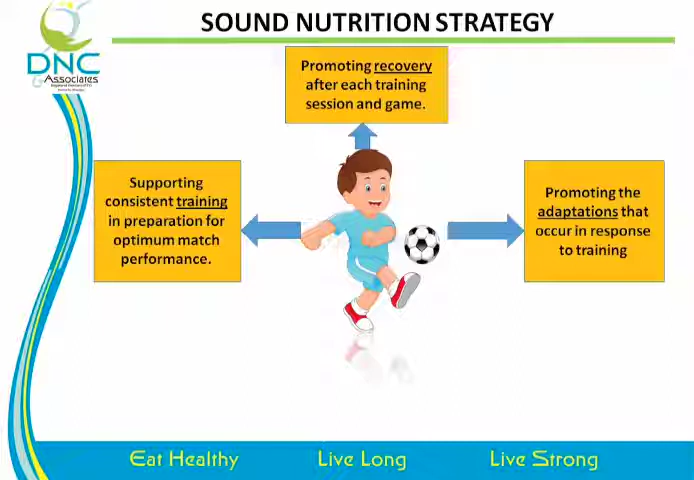 SOUND NUTRITION STRATEGY
DNC
& Associates
Promoting recovery
after each training
session and game.
Supporting
consistent training
in preparation for
optimum match
performance.
Promoting the
adaptations that
occur in response
to training
Eat Healthy
Live Long
Live Strong